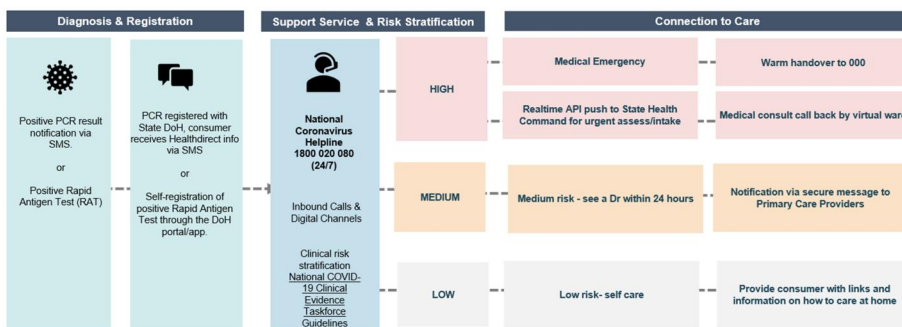 Diagnosis & Registration
Support Service & Risk Stratification
Connection to Care
Positive PCR result
notification via
SMS.
or
Positive Rapid
Antigen Test (RAT)
PCR registered with
State DoH, consumer
receives Healthdirect info
via SMS
or
Self-registration of
positive Rapid Antigen
Test through the DoH
portal/app.
National
Coronavirus
Helpline
1800 020 080
(24/7)
Inbound Calls &
Digital Channels
Clinical risk
stratification
National COVID-
19 Clinical
Evidence
Taskforce
Guidelines
HIGH
Medical Emergency
Warm handover to 000
Realtime API push to State Health
Command for urgent assess/intake
Medical consult call back by virtual ward
MEDIUM
Medium risk - see a Dr within 24 hours
Notification via secure message to
Primary Care Providers
LOW
Low risk- self care
Provide consumer with links and
information on how to care at home